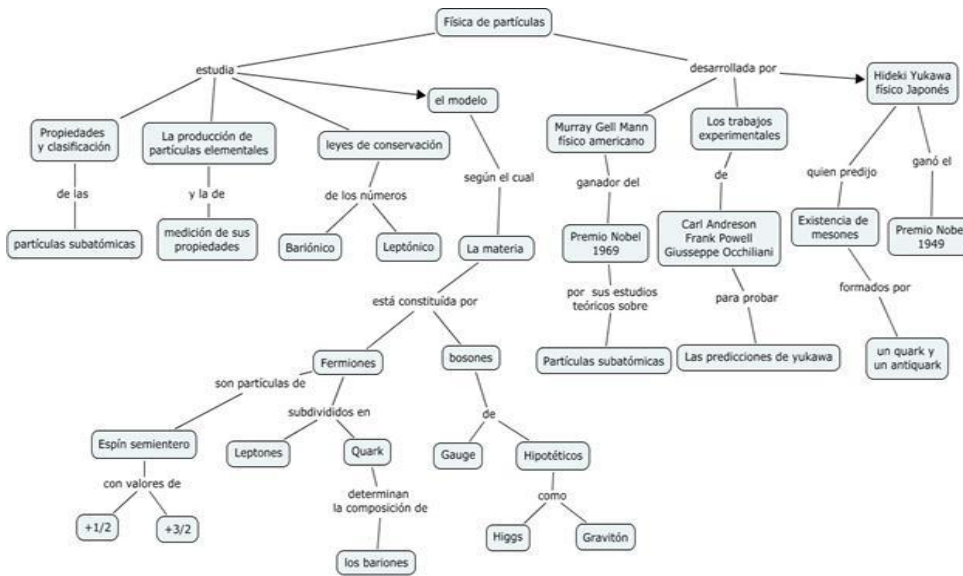 Física de partículas
estudia
desarrollada por
Hideki Yukawa
físico Japonés
el modelo
Propiedades
y clasificación
La producción de
partículas elementales
leyes de conservación
Murray Gell Mann
físico americano
Los trabajos
experimentales
según el cual
ganador del
de
quien predijo
ganó el
de las
y la de
de los números
partículas subatómicas
medición de sus
propiedades
Bariónico
Leptónico
La materia
Premio Nobel
1969
Carl Andreson
Frank Powell
Giusseppe Occhiliani
Existencia de
mesones
Premio Nobel
1949
está constituída por
por sus estudios
teóricos sobre
para probar
formados por
Fermiones
bosones
Partículas subatómicas
Las predicciones de yukawa
un quark y
un antiquark
son partículas de
subdivididos en
de
Espín semientero
Leptones
Quark
Gauge
Hipotéticos
con valores de
determinan
la composición de
como
+1/2
+3/2
Higgs
Gravitón
los bariones